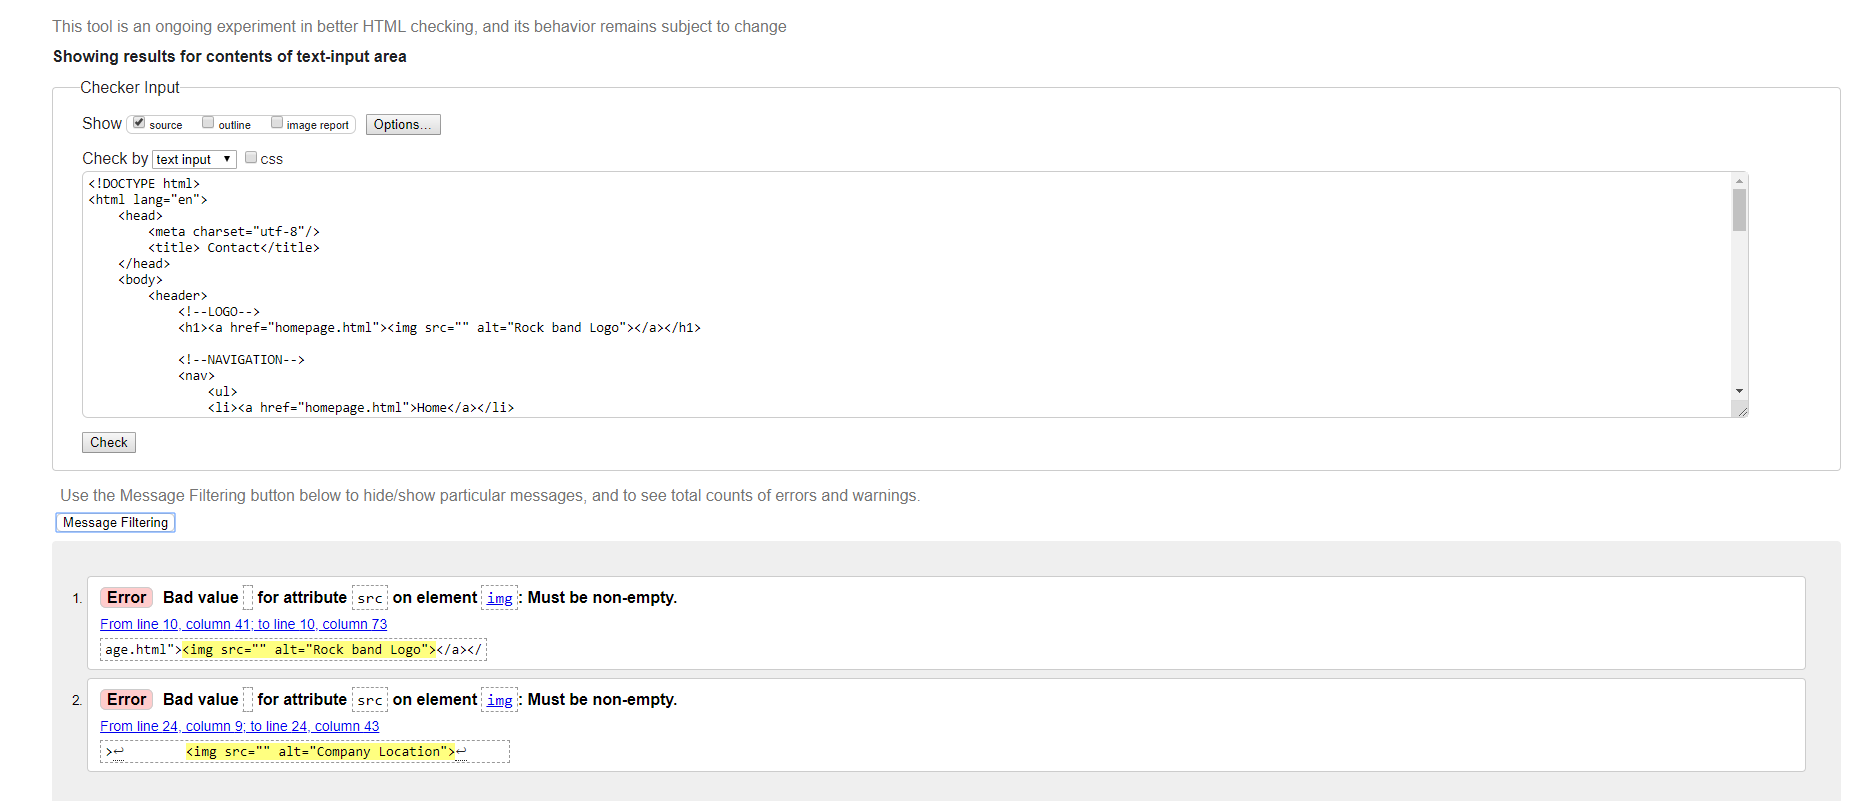 This tool is an ongoing experiment in better HTML checking, and its behavior remains subject to change
Showing results for contents of text-input area
Checker Input
Show source outline image report Options...
Check by text input css
<!DOCTYPE html>
<html lang="en">
    <head>
        <meta charset="utf-8"/>
        <title> Contact</title>
    </head>
    <body>
        <header>
            <!--LOGO-->
            <h1><a href="homepage.html"><img src="" alt="Rock band Logo"></a></h1>
            <!--NAVIGATION-->
            <nav>
                <ul>
                <li><a href="homepage.html">Home</a></li>
Check
Use the Message Filtering button below to hide/show particular messages, and to see total counts of errors and warnings.
Message Filtering
1. Error Bad value for attribute src on element img: Must be non-empty.
From line 10, column 41; to line 10, column 73
age.html"><img src="" alt="Rock band Logo"></a></
2. Error Bad value for attribute src on element img: Must be non-empty.
From line 24, column 9; to line 24, column 43
>↩        <img src="" alt="Company Location">↩